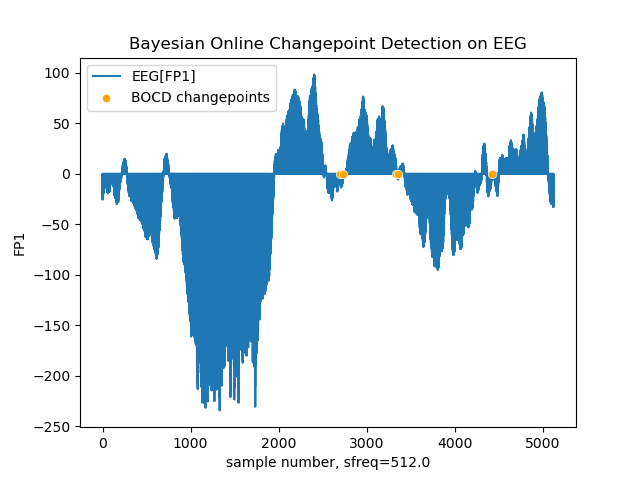 Bayesian Online Changepoint Detection on EEG
EEG[FP1]
BOCD changepoints
100
50
0
−50
−100
−150
−200
−250
FP1
0 1000 2000 3000 4000 5000
sample number, sfreq=512.0